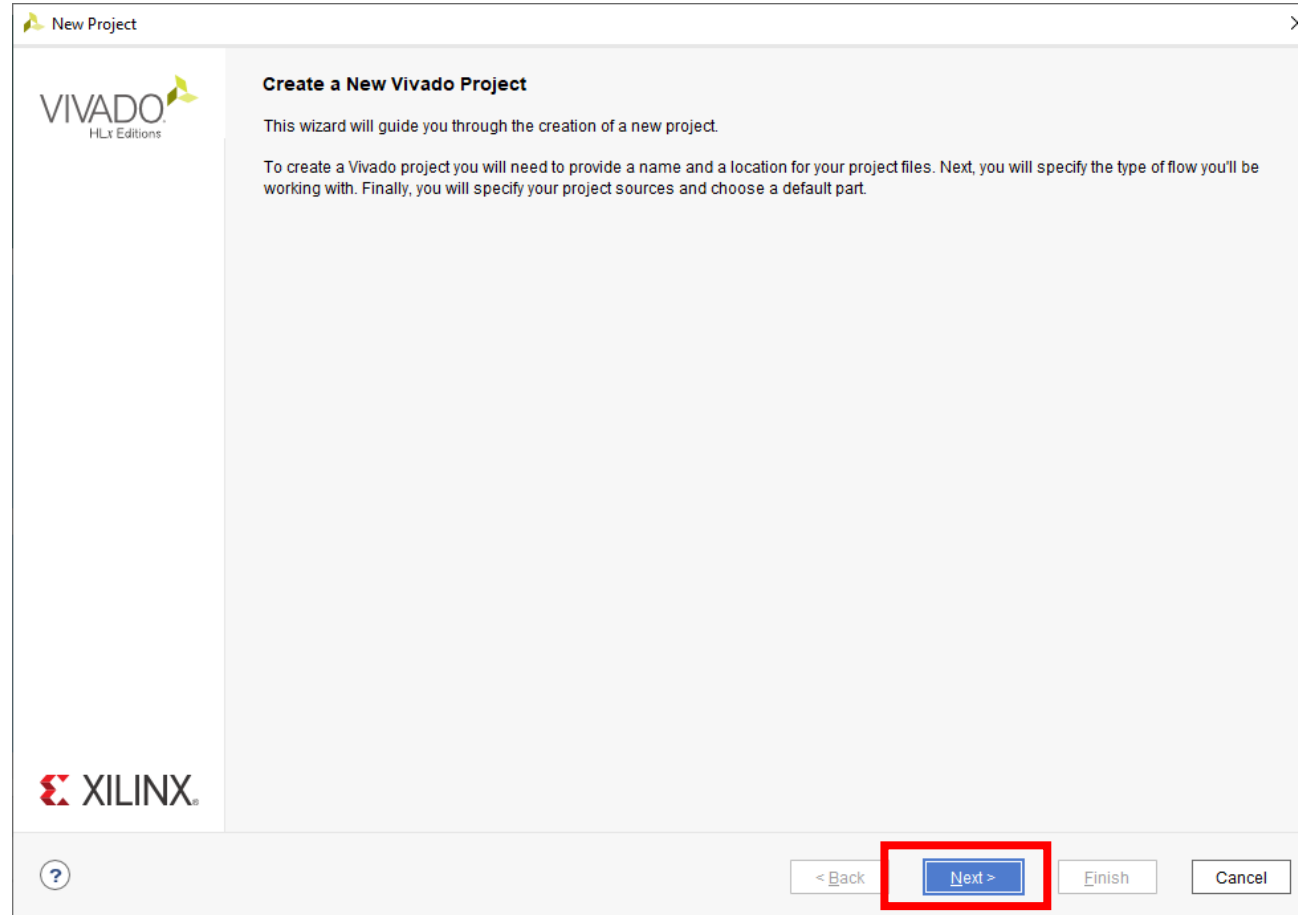 New Project
VIVADO.
HLx Editions
Create a New Vivado Project
This wizard will guide you through the creation of a new project.
To create a Vivado project you will need to provide a name and a location for your project files. Next, you will specify the type of flow you'll be
working with. Finally, you will specify your project sources and choose a default part.
XILINX
?
< Back
Next >
Finish
Cancel